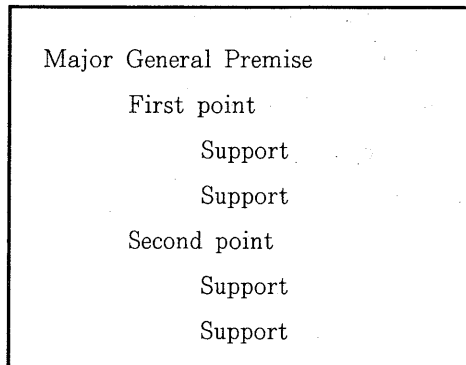 Major General Premise
First point
Support
Support
Second point
Support
Support